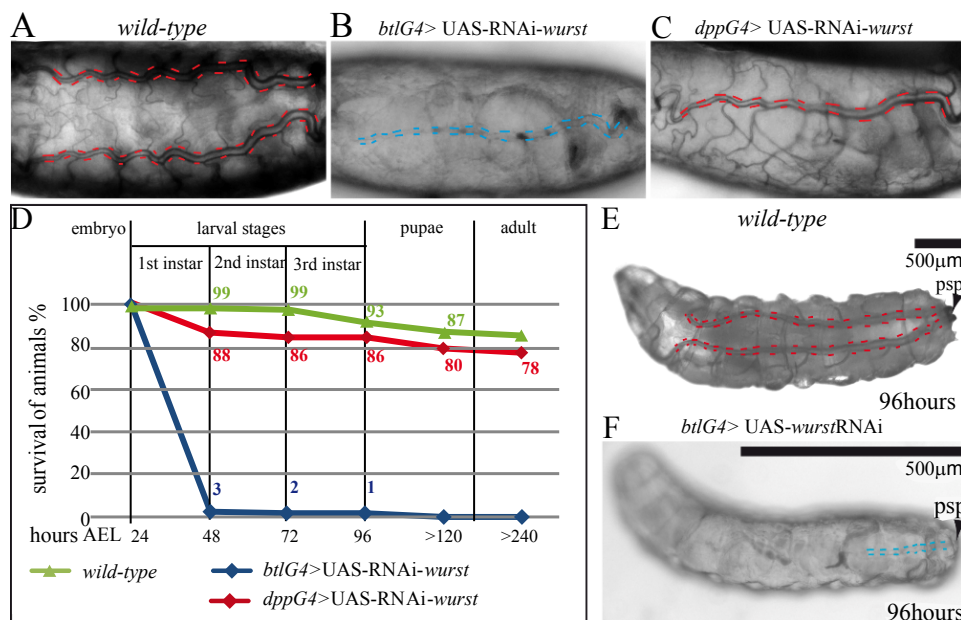 A
wild-type
B
btlG4> UAS-RNAi-wurst
C
dppG4> UAS-RNAi-wurst
D
embryo
larval stages
pupae
adult
1st instar
2nd instar
3rd instar
survival of animals %
100
80
60
40
20
0
99
99
93
87
88
86
86
80
78
3
2
1
hours AEL
24
48
72
96
>120
>240
wild-type
btlG4>UAS-RNAi-wurst
dppG4>UAS-RNAi-wurst
E
wild-type
500µm
psp
96hours
F
btlG4> UAS-wurstRNAi
500µm
psp
96hours